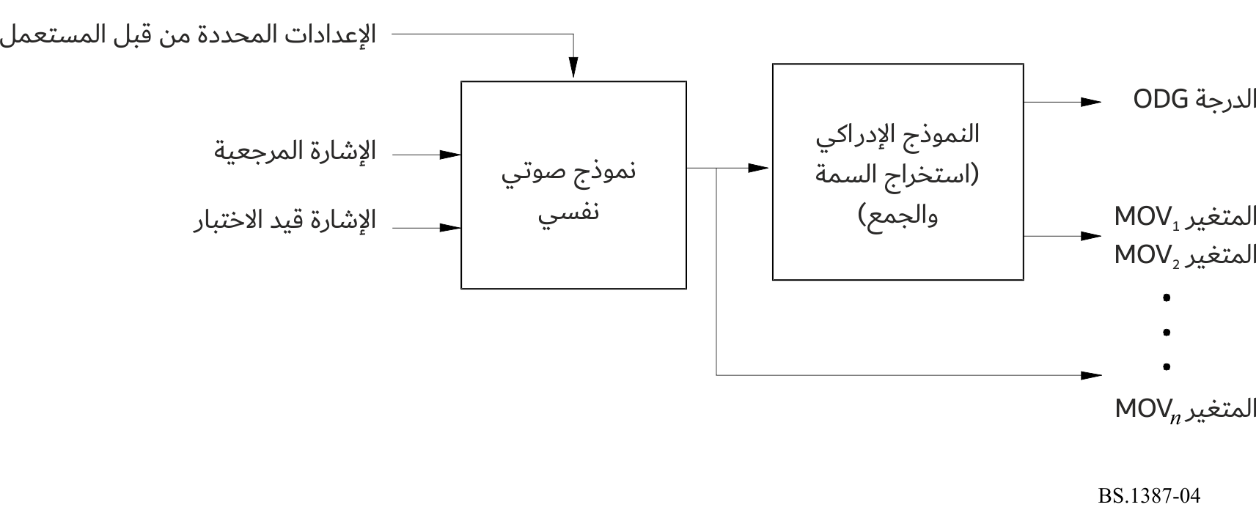 الإعدادات المحددة من قبل المستعمل
الإشارة المرجعية
الإشارة قيد الاختبار
نموذج صوتي
نفسي
النموذج الإدراكي
(استخراج السمة
والجمع)
الدرجة ODG
المتغير MOV₁
المتغير MOV₂
المتغير MOVn
BS.1387-04